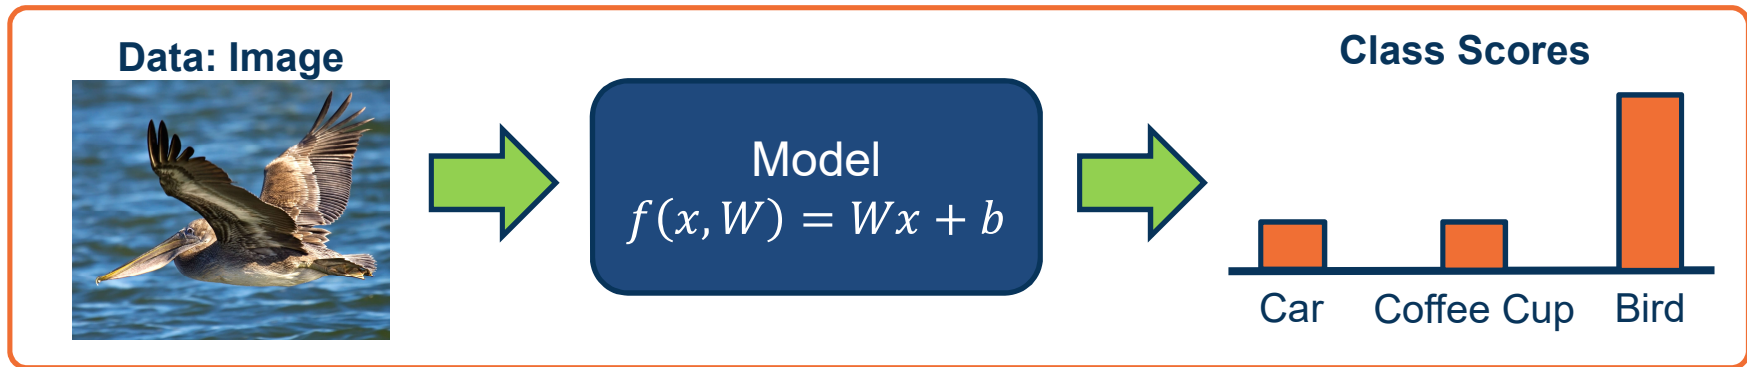 Data: Image
Model
f(x, W) = Wx + b
Class Scores
Car
Coffee Cup
Bird